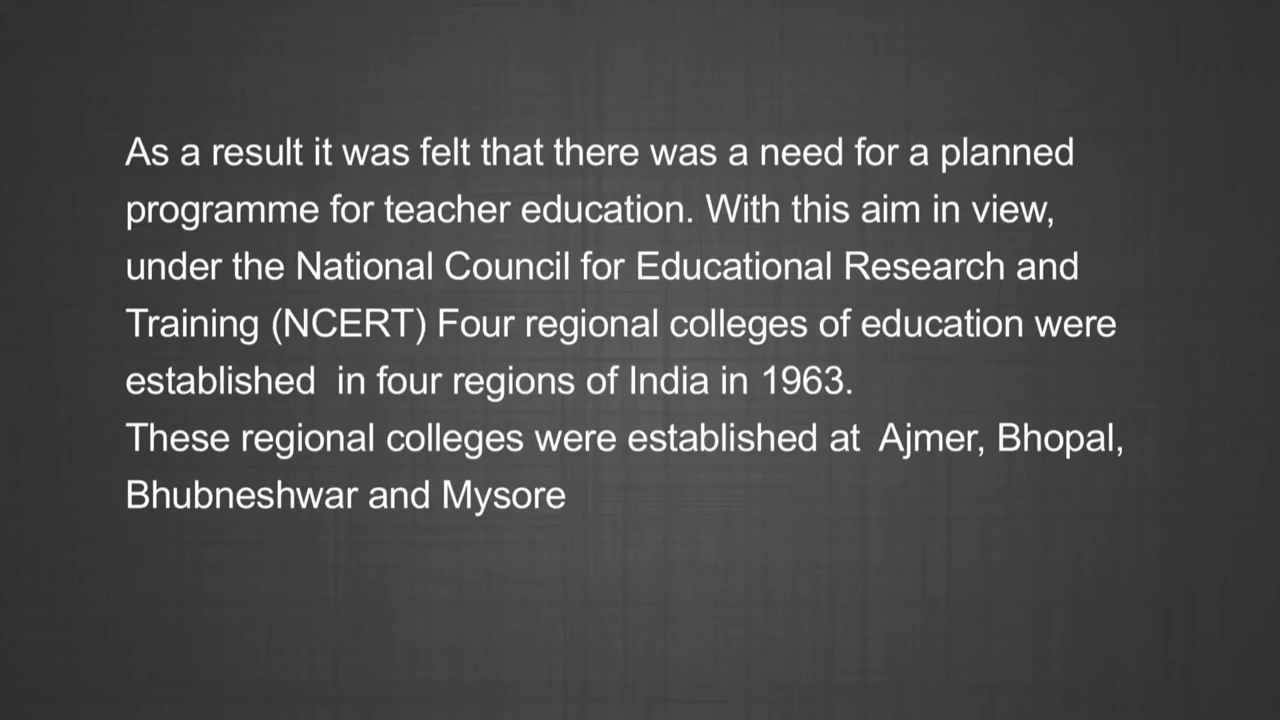 As a result it was felt that there was a need for a planned
programme for teacher education. With this aim in view,
under the National Council for Educational Research and
Training (NCERT) Four regional colleges of education were
established  in four regions of India in 1963.
These regional colleges were established at  Ajmer, Bhopal,
Bhubneshwar and Mysore